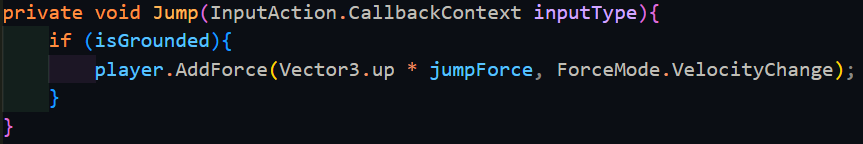 private void Jump(InputAction.CallbackContext inputType){
    if (isGrounded){
        player.AddForce(Vector3.up * jumpForce, ForceMode.VelocityChange);
    }
}